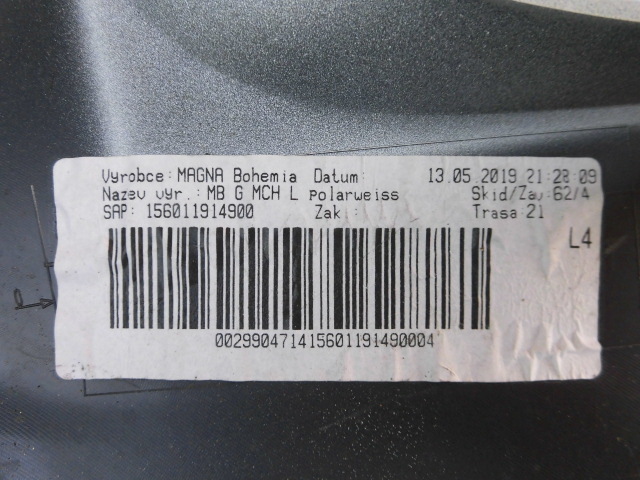 Vyrobce: MAGNA Bohemia Datum: 13.05.2019 21:28:09
Nazev vyr.: MB G MCH L polarweiss Skid/Zav: 62/4
SAP: 156011914900 Zak.: Trasa: 21
L4
002990471415601191490004